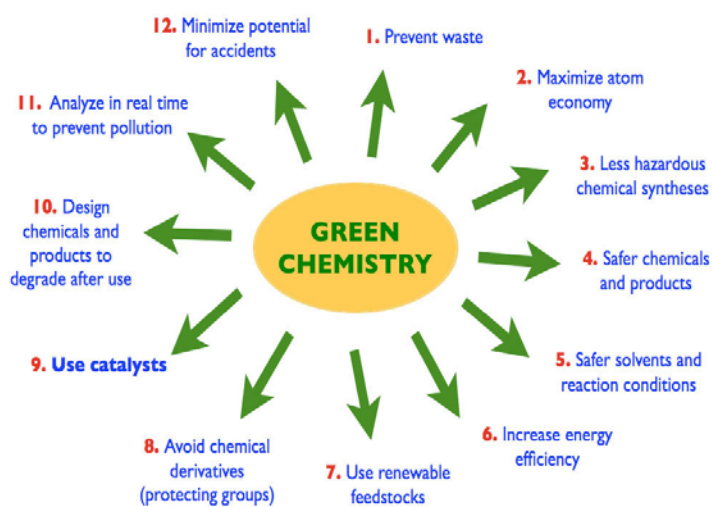 GREEN
CHEMISTRY
1. Prevent waste
2. Maximize atom
economy
3. Less hazardous
chemical syntheses
4. Safer chemicals
and products
5. Safer solvents and
reaction conditions
6. Increase energy
efficiency
7. Use renewable
feedstocks
8. Avoid chemical
derivatives
(protecting groups)
9. Use catalysts
10. Design
chemicals and
products to
degrade after use
11. Analyze in real time
to prevent pollution
12. Minimize potential
for accidents